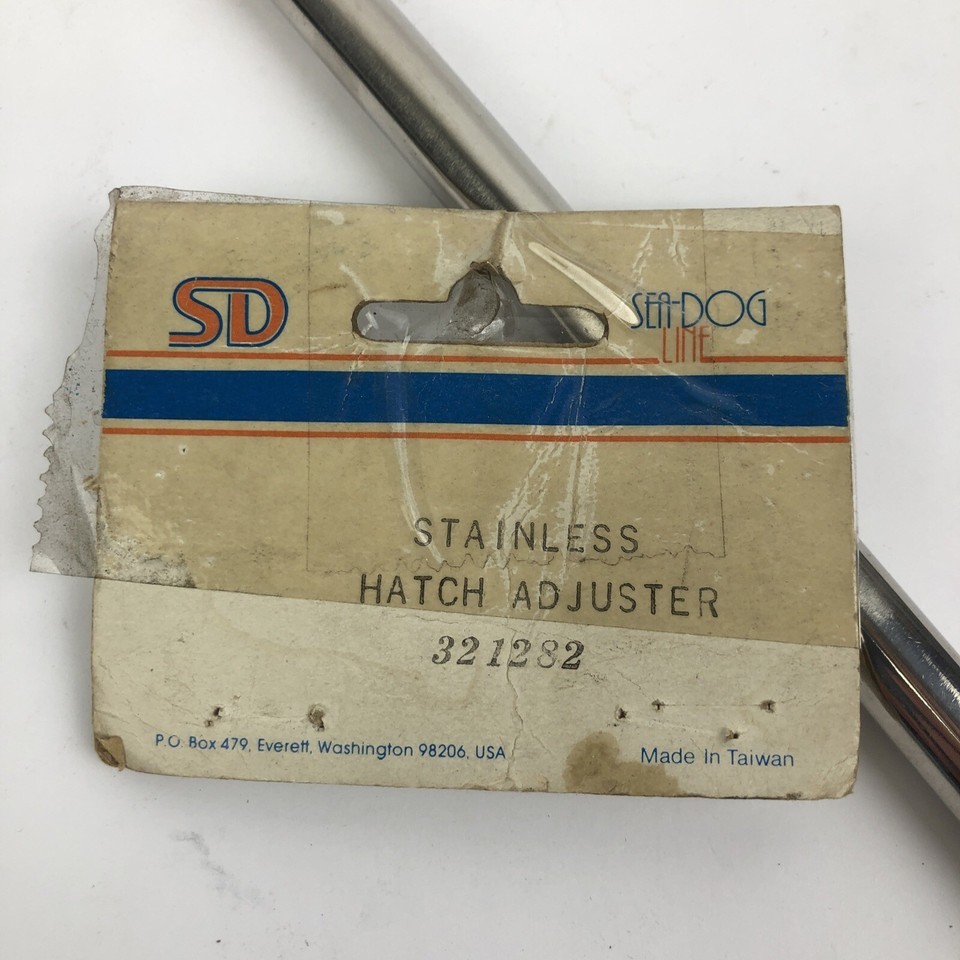 SD
SEA-DOG
LINE
STAINLESS
HATCH ADJUSTER
321282
P.O. Box 479, Everett, Washington 98206, USA
Made In Taiwan